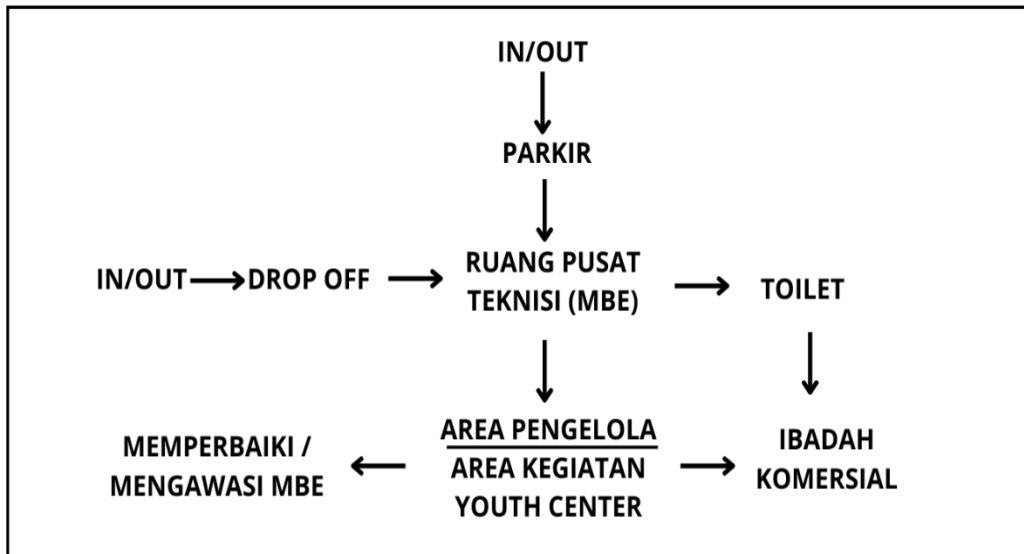 IN/OUT
PARKIR
IN/OUT DROP OFF
RUANG PUSAT
TEKNISI (MBE)
TOILET
MEMPERBAIKI /
MENGAWASI MBE
AREA PENGELOLA
AREA KEGIATAN
YOUTH CENTER
IBADAH
KOMERSIAL